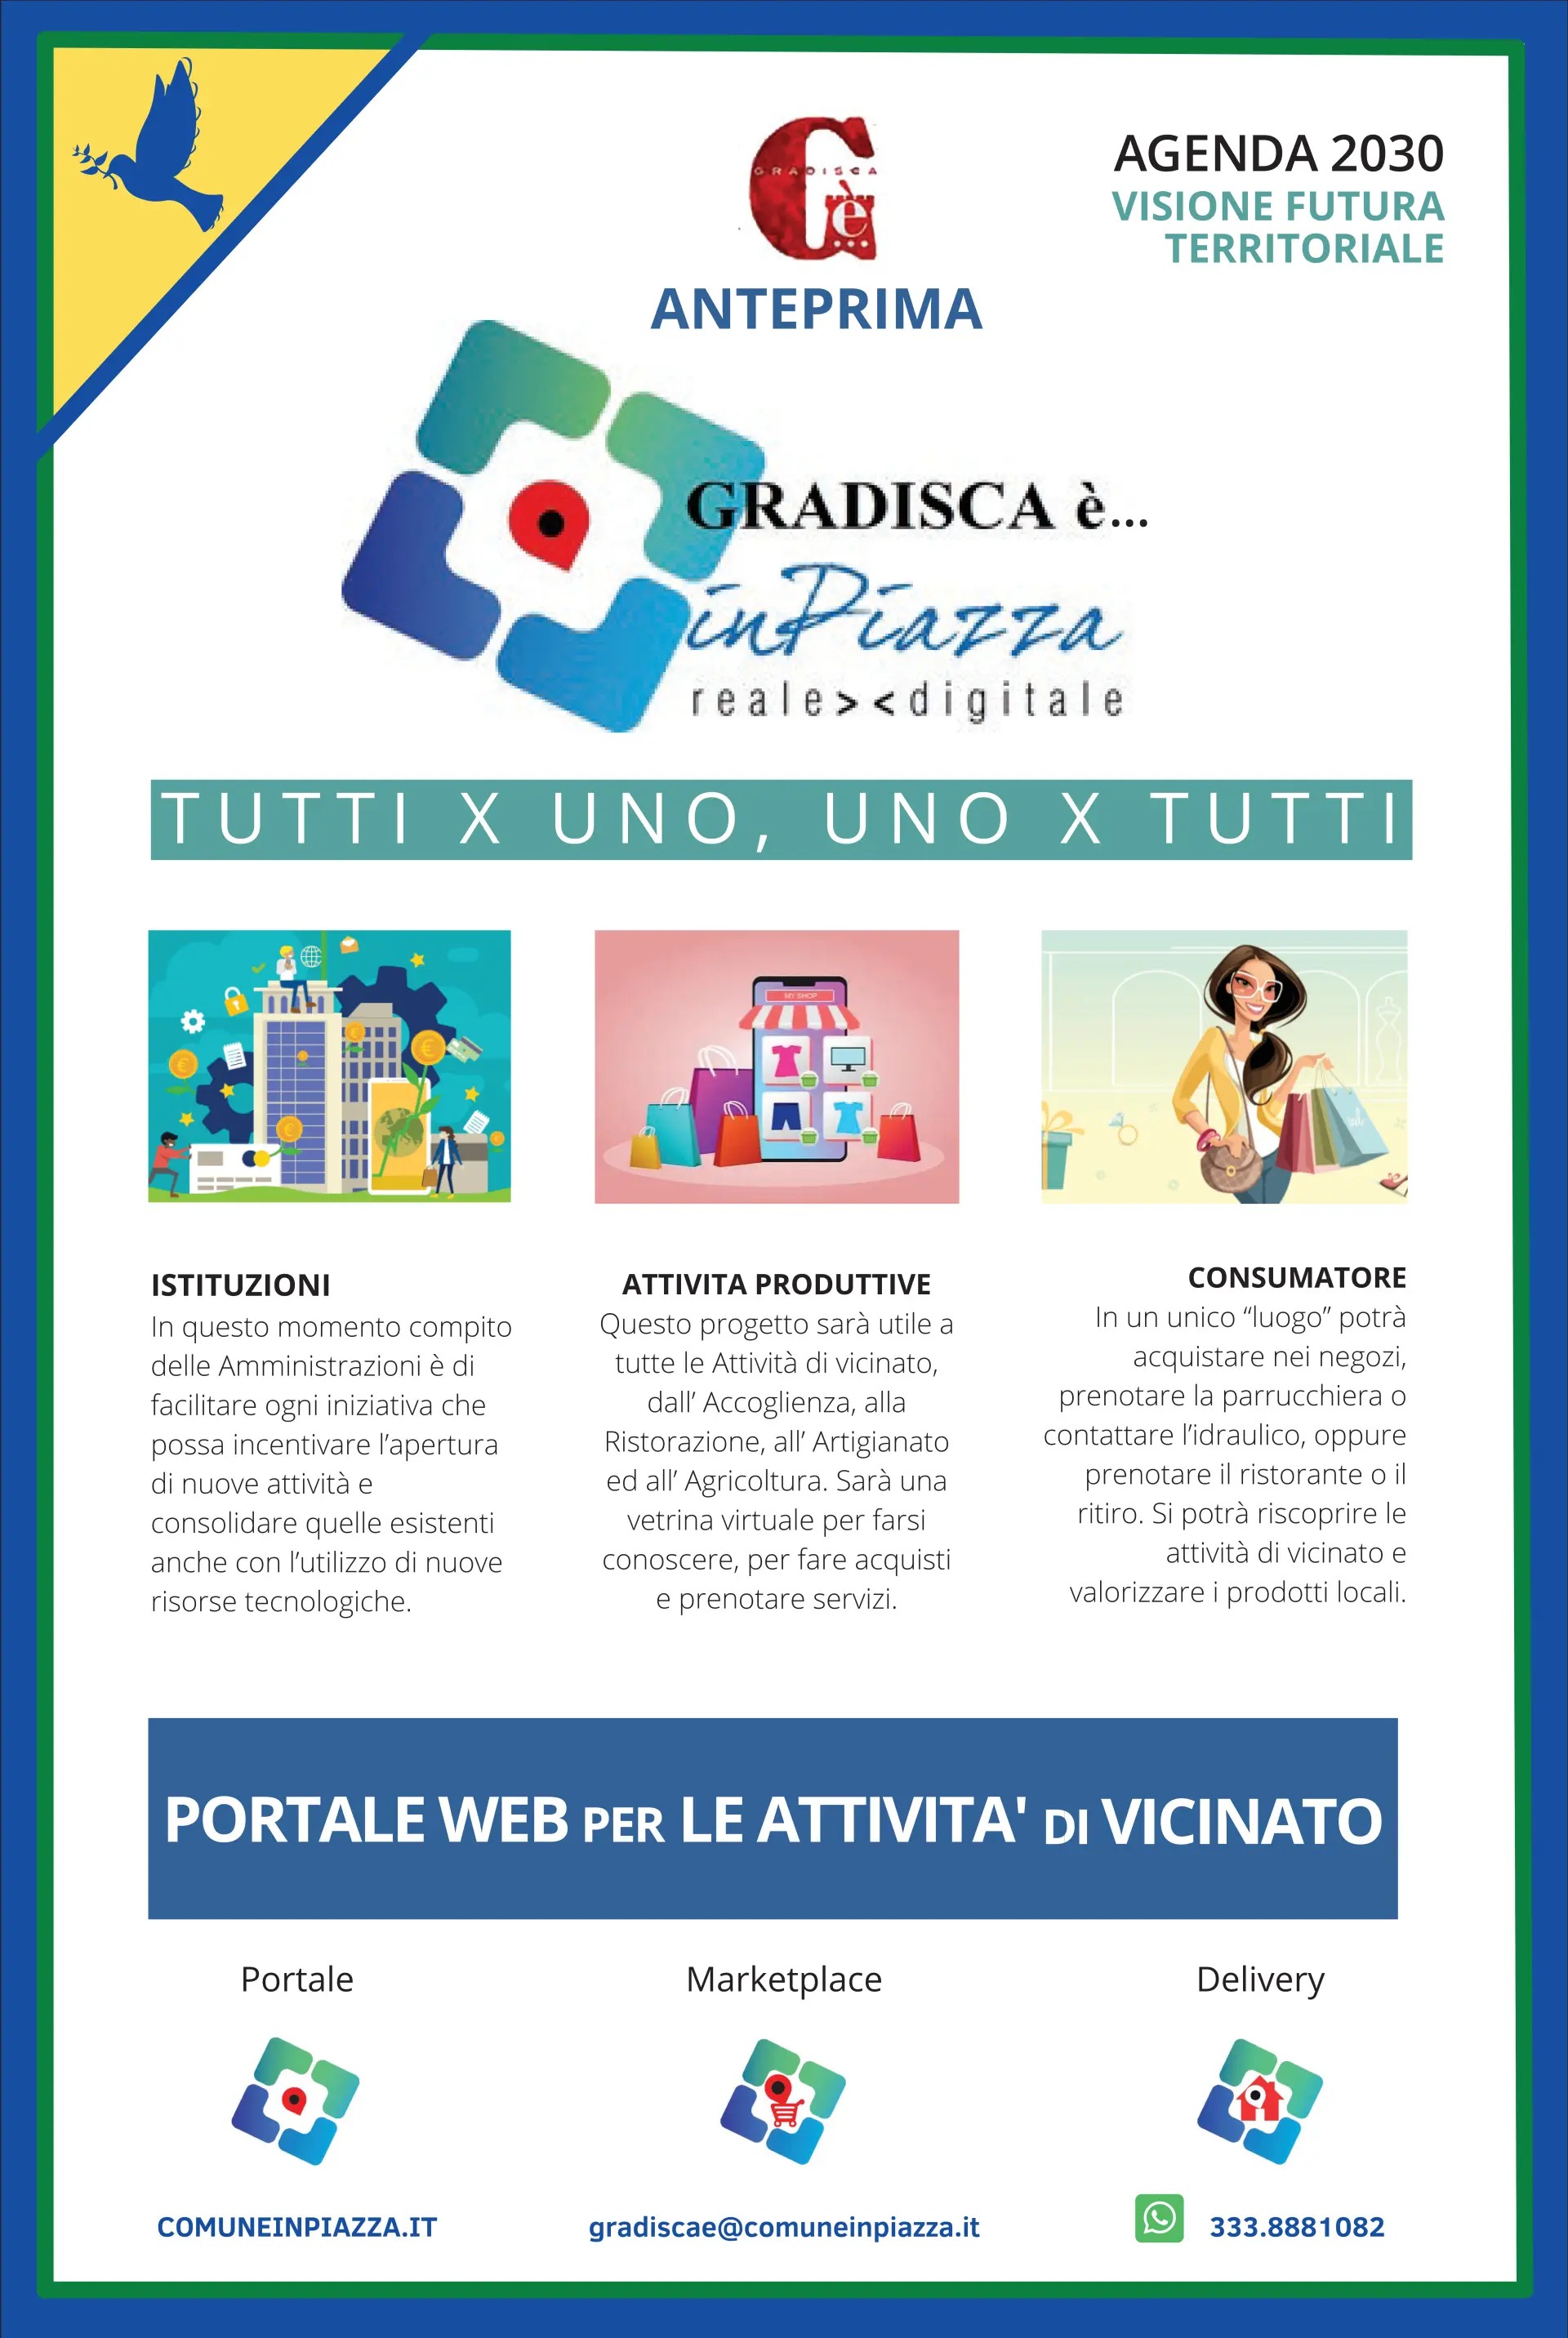 GRADISCA
è...
AGENDA 2030
VISIONE FUTURA
TERRITORIALE
ANTEPRIMA
GRADISCA è...
inPiazza
reale><digitale
TUTTI X UNO, UNO X TUTTI
MY SHOP
ISTITUZIONI
In questo momento compito
delle Amministrazioni è di
facilitare ogni iniziativa che
possa incentivare l’apertura
di nuove attività e
consolidare quelle esistenti
anche con l’utilizzo di nuove
risorse tecnologiche.
ATTIVITA PRODUTTIVE
Questo progetto sarà utile a
tutte le Attività di vicinato,
dall’ Accoglienza, alla
Ristorazione, all’ Artigianato
ed all’ Agricoltura. Sarà una
vetrina virtuale per farsi
conoscere, per fare acquisti
e prenotare servizi.
CONSUMATORE
In un unico “luogo” potrà
acquistare nei negozi,
prenotare la parrucchiera o
contattare l’idraulico, oppure
prenotare il ristorante o il
ritiro. Si potrà riscoprire le
attività di vicinato e
valorizzare i prodotti locali.
PORTALE WEB PER LE ATTIVITA' DI VICINATO
Portale
Marketplace
Delivery
COMUNEINPIAZZA.IT
gradiscae@comuneinpiazza.it
333.8881082